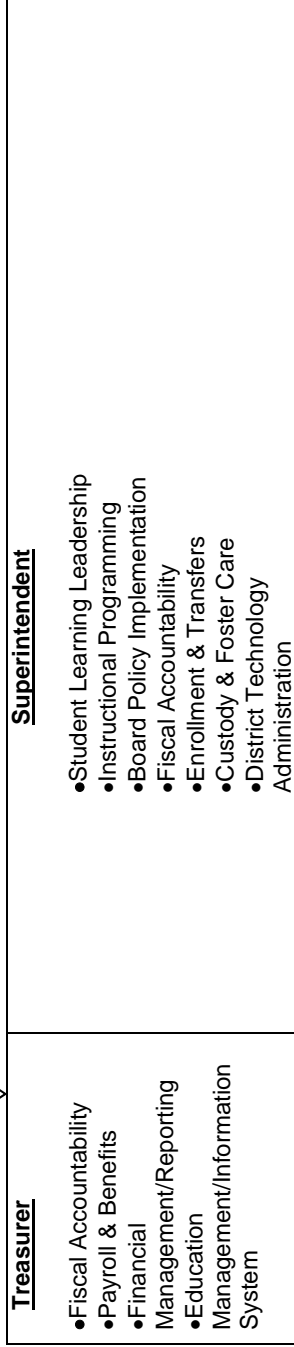 Treasurer
•Fiscal Accountability
•Payroll & Benefits
•Financial
Management/Reporting
•Education
Management/Information
System
Superintendent
•Student Learning Leadership
•Instructional Programming
•Board Policy Implementation
•Fiscal Accountability
•Enrollment & Transfers
•Custody & Foster Care
•District Technology
Administration